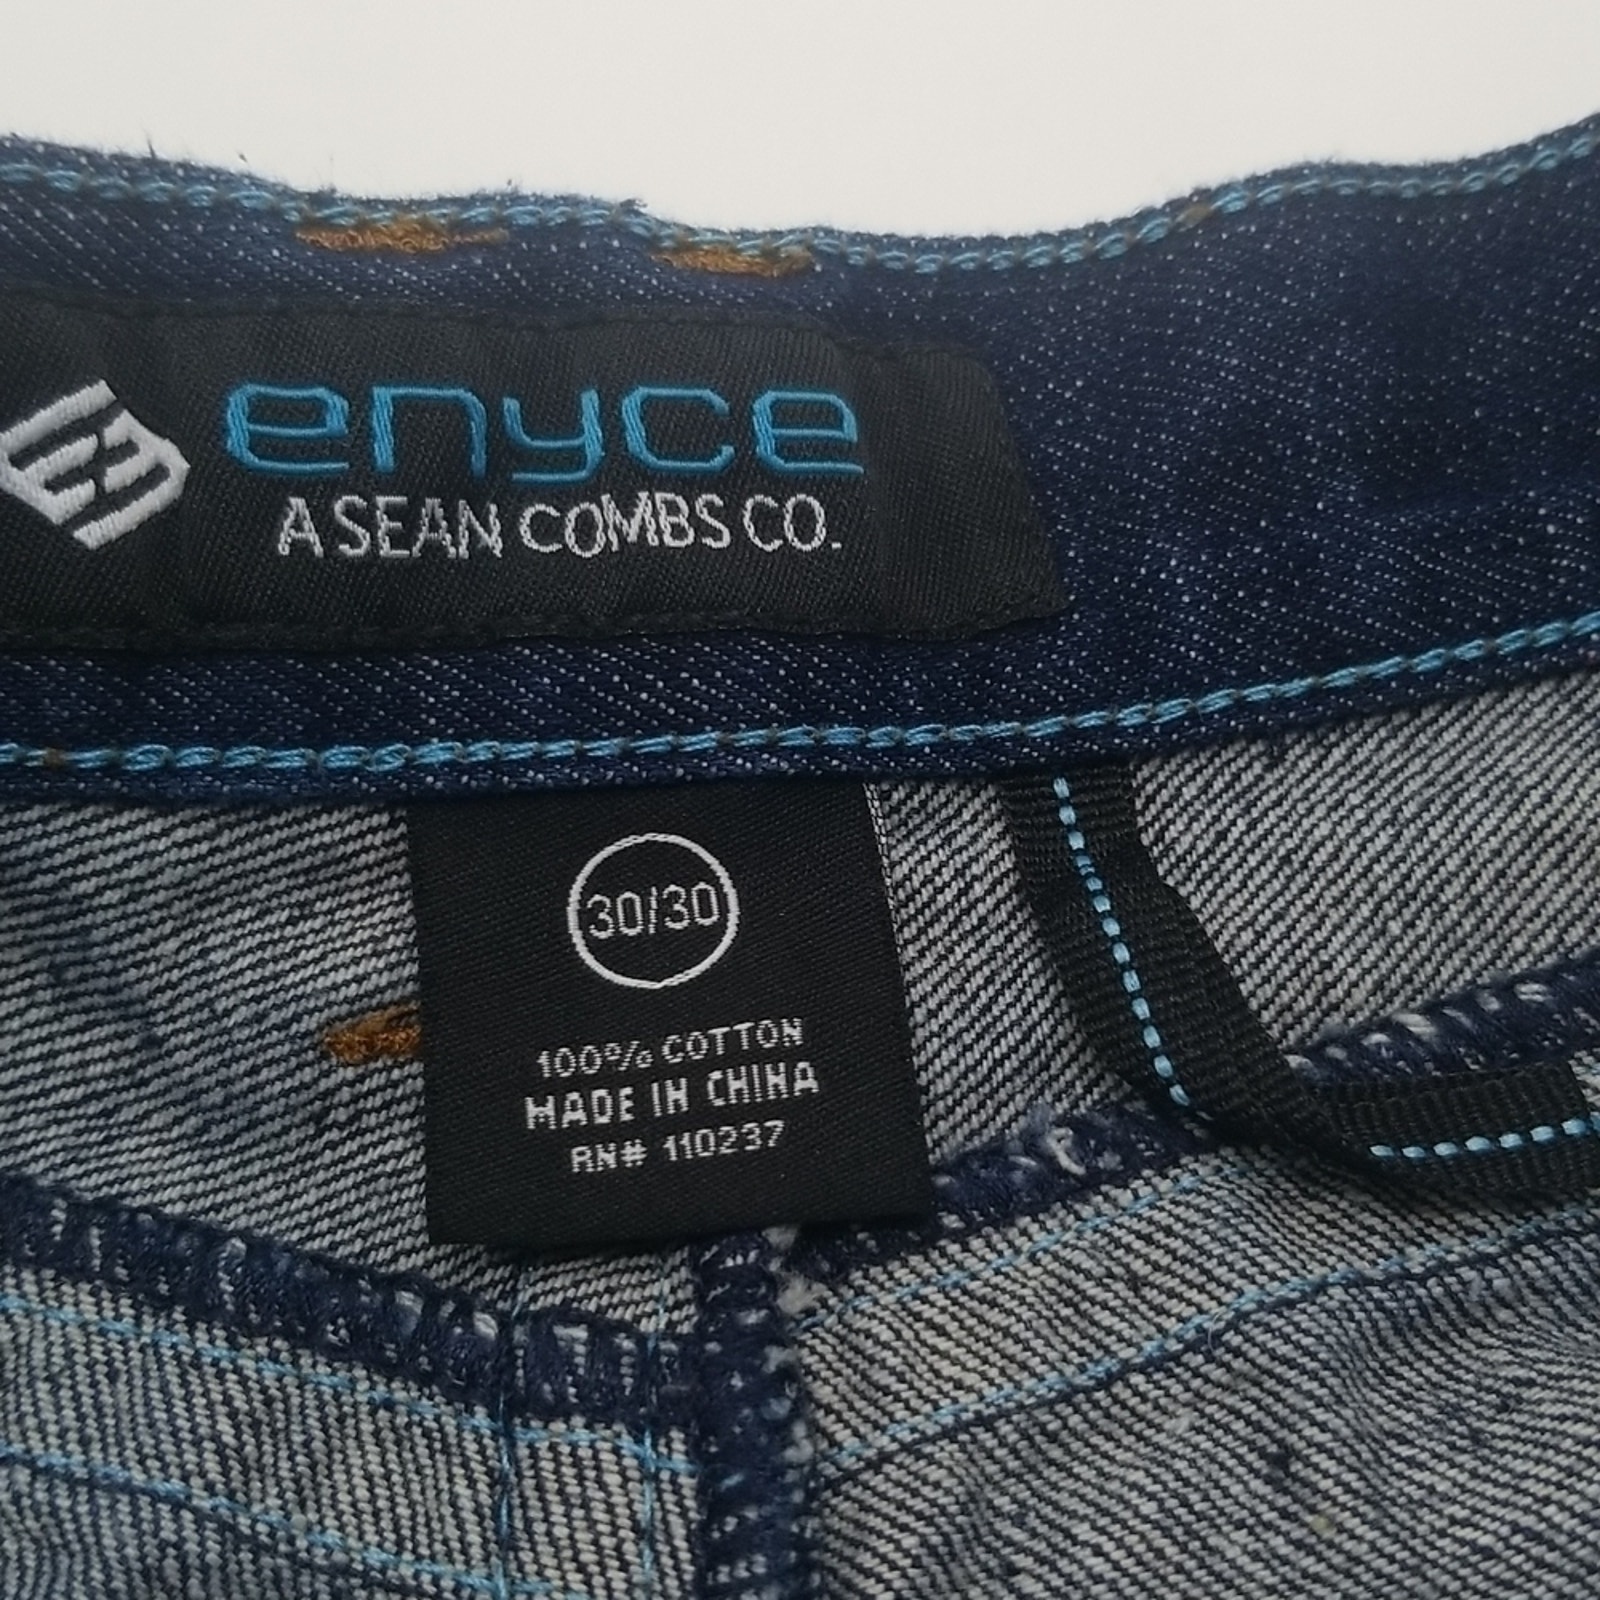 enyce
A SEAN COMBS CO.
30/30
100% COTTON
MADE IN CHINA
RN# 110237